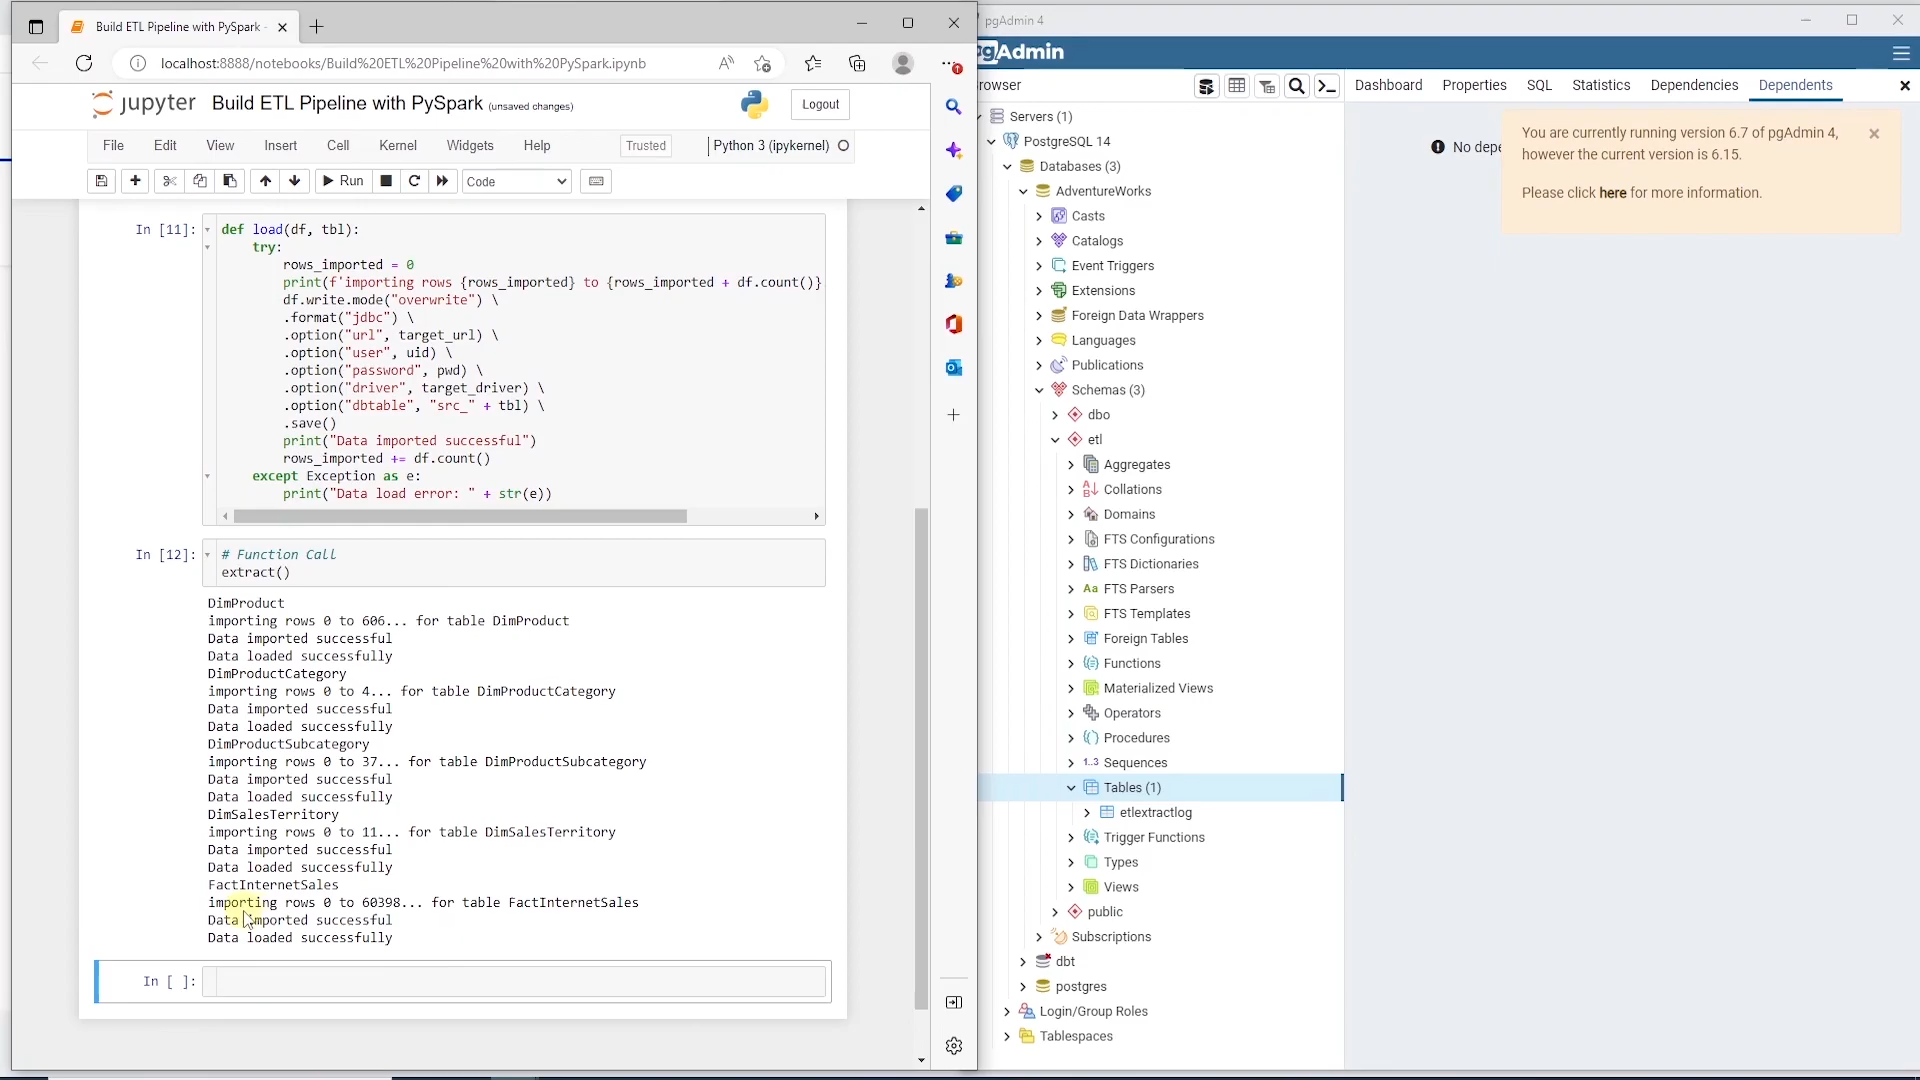 Build ETL Pipeline with PySpark -
localhost:8888/notebooks/Build%20ETL%20Pipeline%20with%20PySpark.ipynb
jupyter Build ETL Pipeline with PySpark (unsaved changes)
Logout
File Edit View Insert Cell Kernel Widgets Help
Trusted
Python 3 (ipykernel)
Run
Code
In [11]:
def load(df, tbl):
try:
rows_imported = 0
print(f'importing rows {rows_imported} to {rows_imported + df.count()}
df.write.mode("overwrite") \
.format("jdbc") \
.option("url", target_url) \
.option("user", uid) \
.option("password", pwd) \
.option("driver", target_driver) \
.option("dbtable", "src_" + tbl) \
.save()
print("Data imported successful")
rows_imported += df.count()
except Exception as e:
print("Data load error: " + str(e))
In [12]:
# Function Call
extract()
DimProduct
importing rows 0 to 606... for table DimProduct
Data imported successful
Data loaded successfully
DimProductCategory
importing rows 0 to 4... for table DimProductCategory
Data imported successful
Data loaded successfully
DimProductSubcategory
importing rows 0 to 37... for table DimProductSubcategory
Data imported successful
Data loaded successfully
DimSalesTerritory
importing rows 0 to 11... for table DimSalesTerritory
Data imported successful
Data loaded successfully
FactInternetSales
importing rows 0 to 60398... for table FactInternetSales
Data imported successful
Data loaded successfully
In [ ]:
pgAdmin 4
pgAdmin
rowser
Dashboard Properties SQL Statistics Dependencies Dependents
Servers (1)
PostgreSQL 14
Databases (3)
AdventureWorks
Casts
Catalogs
Event Triggers
Extensions
Foreign Data Wrappers
Languages
Publications
Schemas (3)
dbo
etl
Aggregates
Collations
Domains
FTS Configurations
FTS Dictionaries
Aa FTS Parsers
FTS Templates
Foreign Tables
Functions
Materialized Views
Operators
Procedures
1..3 Sequences
Tables (1)
etlextractlog
Trigger Functions
Types
Views
public
Subscriptions
dbt
postgres
Login/Group Roles
Tablespaces
No depe
You are currently running version 6.7 of pgAdmin 4,
however the current version is 6.15.
Please click here for more information.